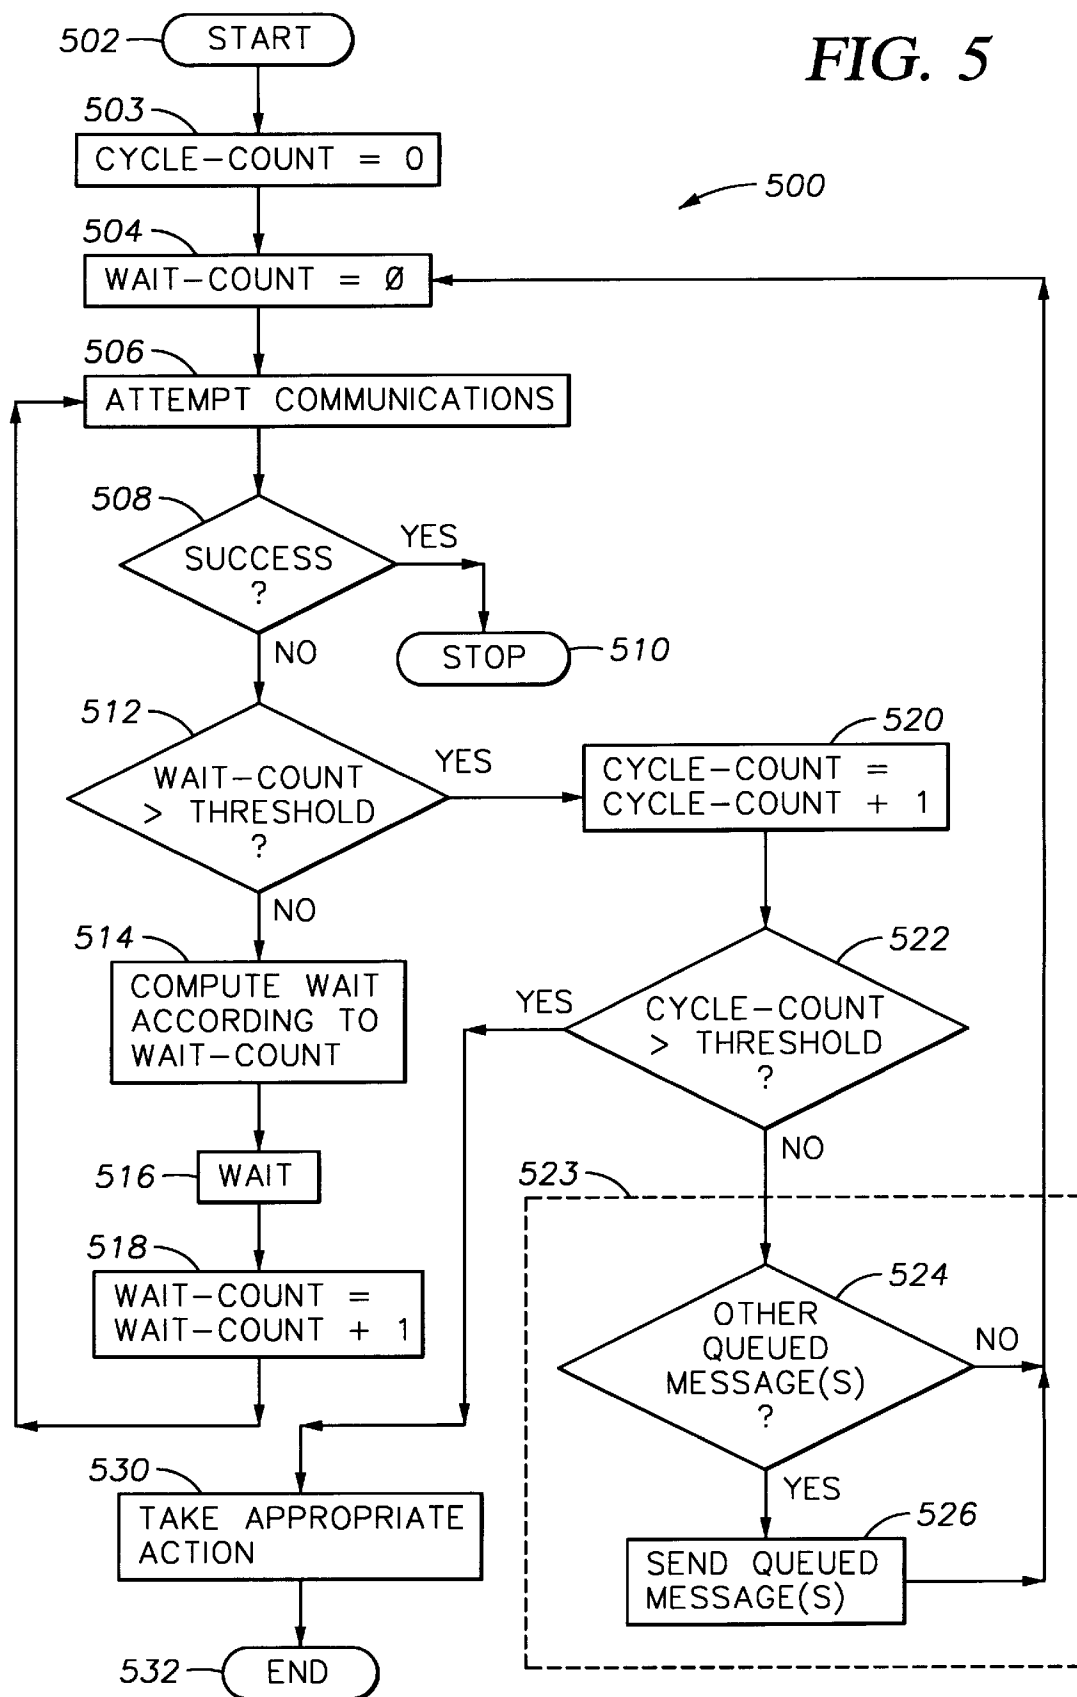 FIG. 5
500
502
START
503
CYCLE-COUNT = 0
504
WAIT-COUNT = Ø
506
ATTEMPT COMMUNICATIONS
508
SUCCESS
?
YES
NO
STOP
510
512
WAIT-COUNT
> THRESHOLD
?
YES
NO
520
CYCLE-COUNT =
CYCLE-COUNT + 1
514
COMPUTE WAIT
ACCORDING TO
WAIT-COUNT
522
CYCLE-COUNT
> THRESHOLD
?
YES
NO
516
WAIT
518
WAIT-COUNT =
WAIT-COUNT + 1
523
524
OTHER
QUEUED
MESSAGE(S)
?
NO
YES
526
SEND QUEUED
MESSAGE(S)
530
TAKE APPROPRIATE
ACTION
532
END